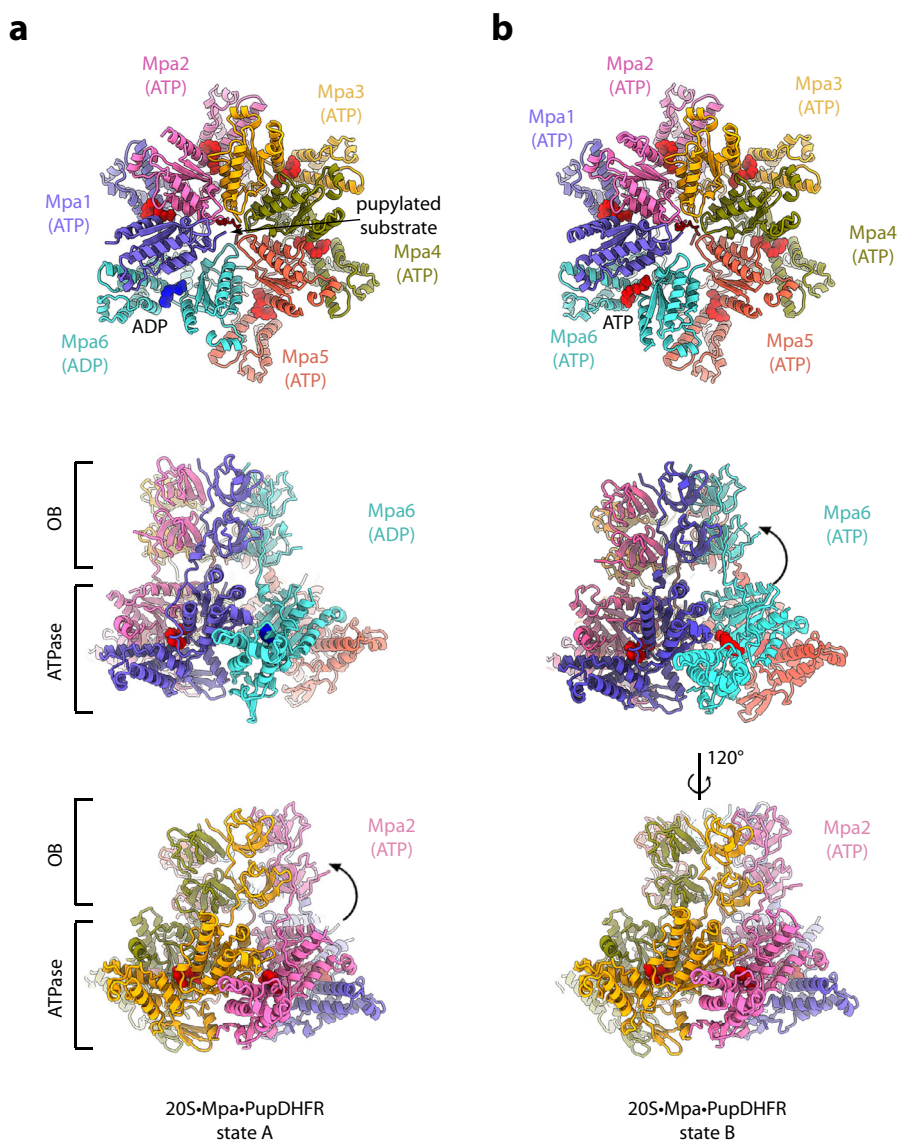 a
Mpa2
(ATP)
Mpa3
(ATP)
Mpa1
(ATP)
pupylated
substrate
Mpa4
(ATP)
ADP
Mpa6
(ADP)
Mpa5
(ATP)
b
Mpa2
(ATP)
Mpa3
(ATP)
Mpa1
(ATP)
Mpa4
(ATP)
ATP
Mpa6
(ATP)
Mpa5
(ATP)
OB
ATPase
Mpa6
(ADP)
Mpa6
(ATP)
120°
OB
ATPase
Mpa2
(ATP)
Mpa2
(ATP)
20S•Mpa•PupDHFR
state A
20S•Mpa•PupDHFR
state B